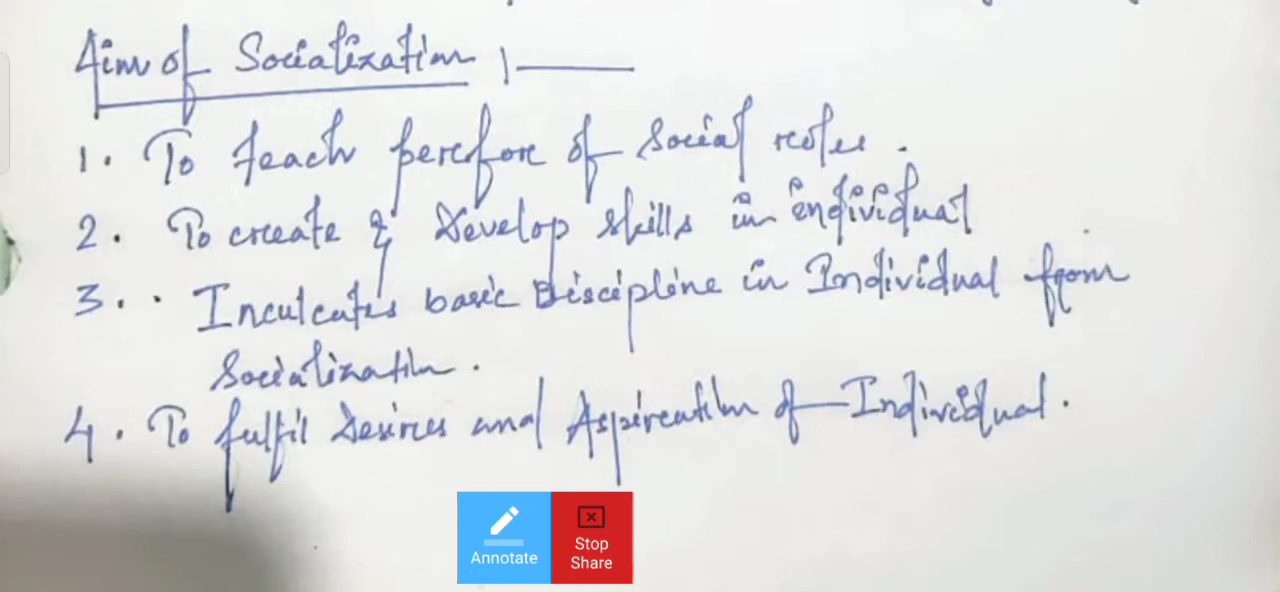 Aim of Socialization :—
1. To teach perefore of social roles.
2. To create & Develop skills in individual
3. . Inculcates basic Discipline in Individual from
Socialization.
4. To fulfil Desires and Aspiration of Individual.
Annotate
Stop
Share